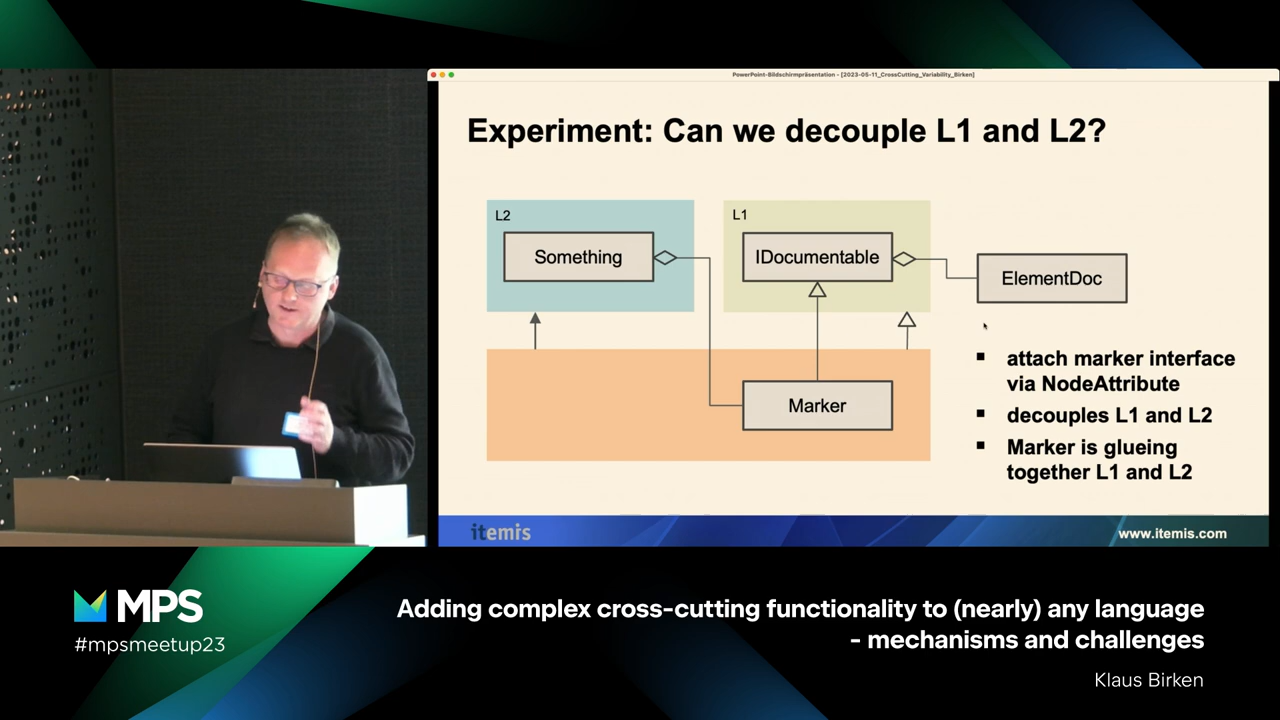 PowerPoint-Bildschirmpräsentation - [2023-05-11_CrossCutting_Variability_Birken]
Experiment: Can we decouple L1 and L2?
L2
Something
L1
IDocumentable
ElementDoc
Marker
attach marker interface
via NodeAttribute
decouples L1 and L2
Marker is glueing
together L1 and L2
itemis
www.itemis.com
MPS
#mpsmeetup23
Adding complex cross-cutting functionality to (nearly) any language
- mechanisms and challenges
Klaus Birken